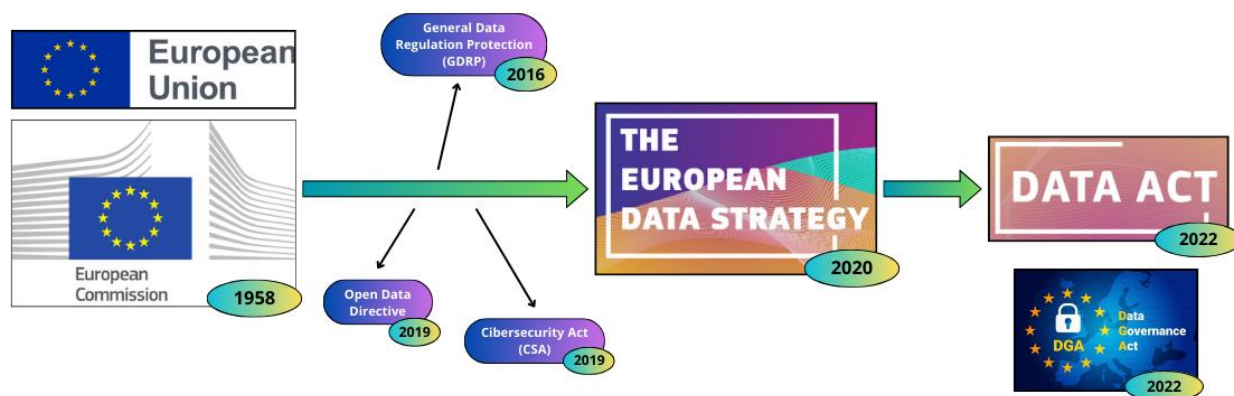 European
Union
European
Commission
1958
General Data
Regulation Protection
(GDRP)
2016
Open Data
Directive
2019
Cibersecurity Act
(CSA)
2019
THE
EUROPEAN
DATA STRATEGY
2020
DATA ACT
2022
DGA
Data
Governance
Act
2022